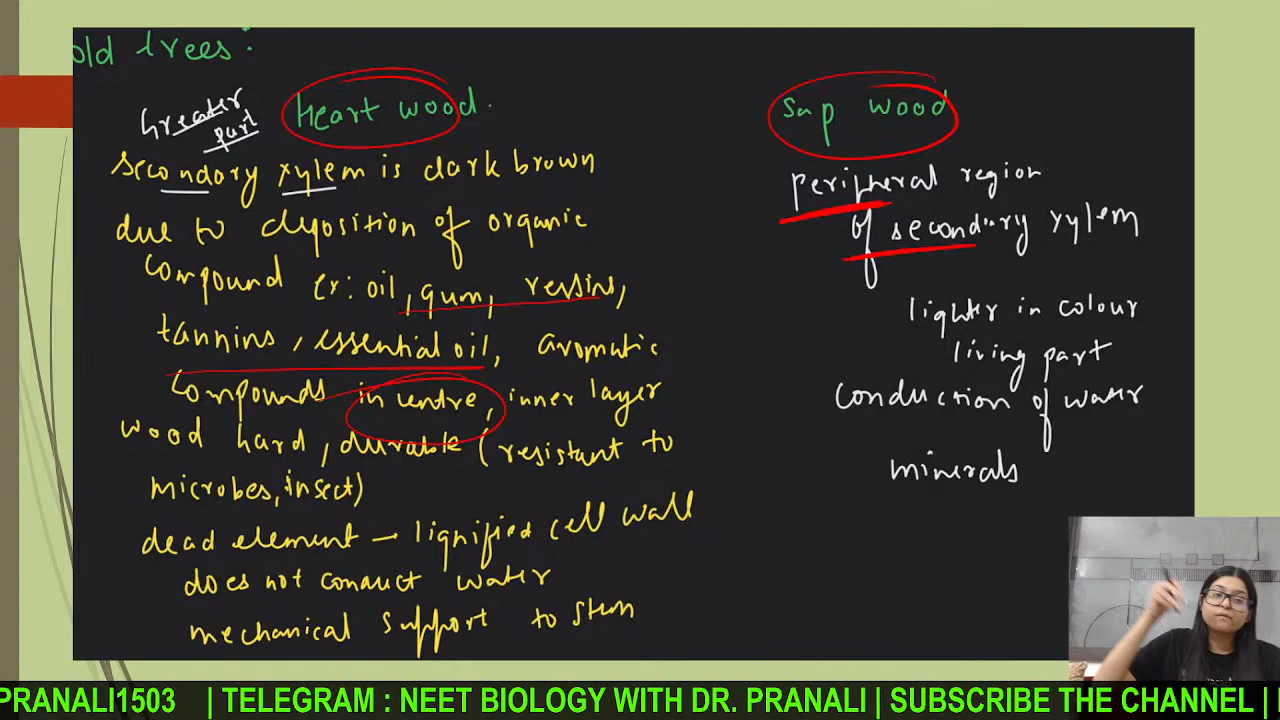 old trees:
Greater part
Heart wood.
secondary xylem is dark brown
due to deposition of organic
compound Ex: oil, gum, ressins,
tannins, essential oil, aromatic
compounds in centre, inner layer
wood hard, durable (resistant to
microbes, insect)
dead element - lignified cell wall
does not conduct water
mechanical support to stem
Sap wood
peripheral region
of secondary xylem
lighter in colour
living part
conduction of water
minerals
PRANALI1503 | TELEGRAM : NEET BIOLOGY WITH DR. PRANALI | SUBSCRIBE THE CHANNEL |